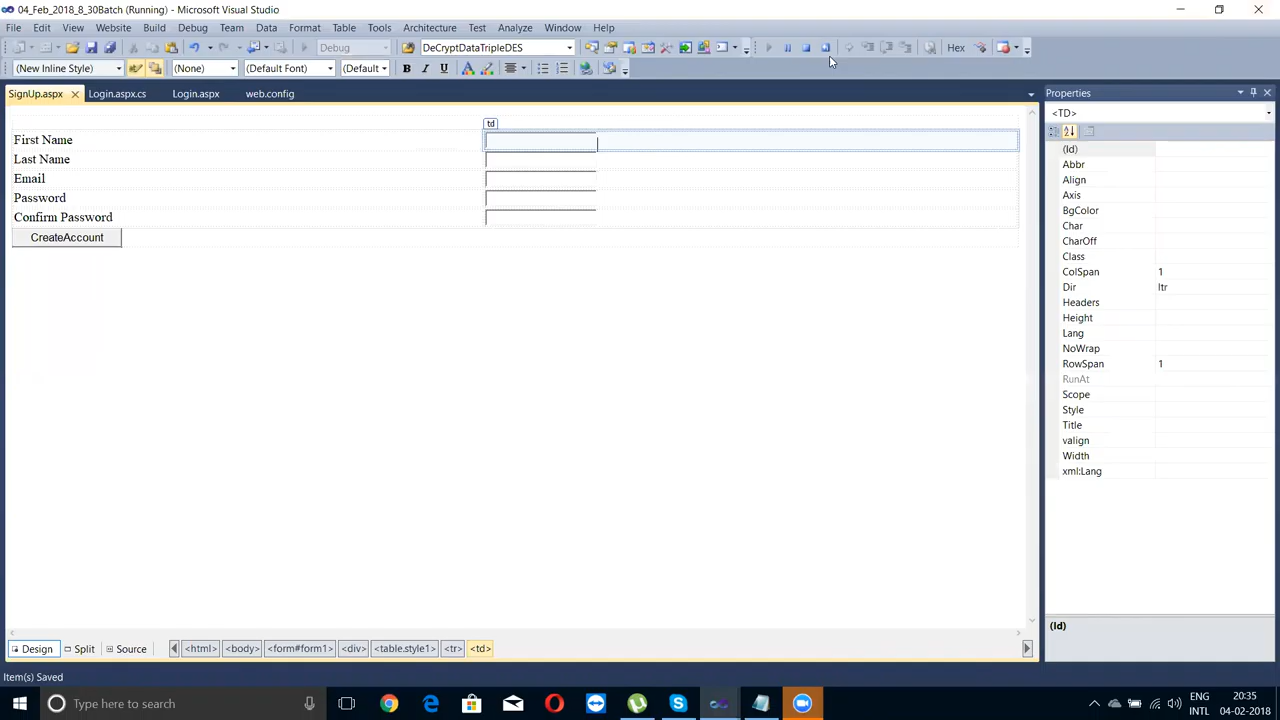 04_Feb_2018_8_30Batch (Running) - Microsoft Visual Studio
File Edit View Website Build Debug Team Data Format Table Tools Architecture Test Analyze Window Help
Debug DeCryptDataTripleDES Hex
(New Inline Style) (None) (Default Font) (Default B I U A
SignUp.aspx Login.aspx.cs Login.aspx web.config
td
First Name
Last Name
Email
Password
Confirm Password
CreateAccount
Properties
<TD>
(Id)
Abbr
Align
Axis
BgColor
Char
CharOff
Class
ColSpan 1
Dir ltr
Headers
Height
Lang
NoWrap
RowSpan 1
RunAt
Scope
Style
Title
valign
Width
xml:Lang
(Id)
Design Split Source <html> <body> <form#form1> <div> <table.style1> <tr> <td>
Item(s) Saved
Type here to search
ENG 20:35
INTL 04-02-2018